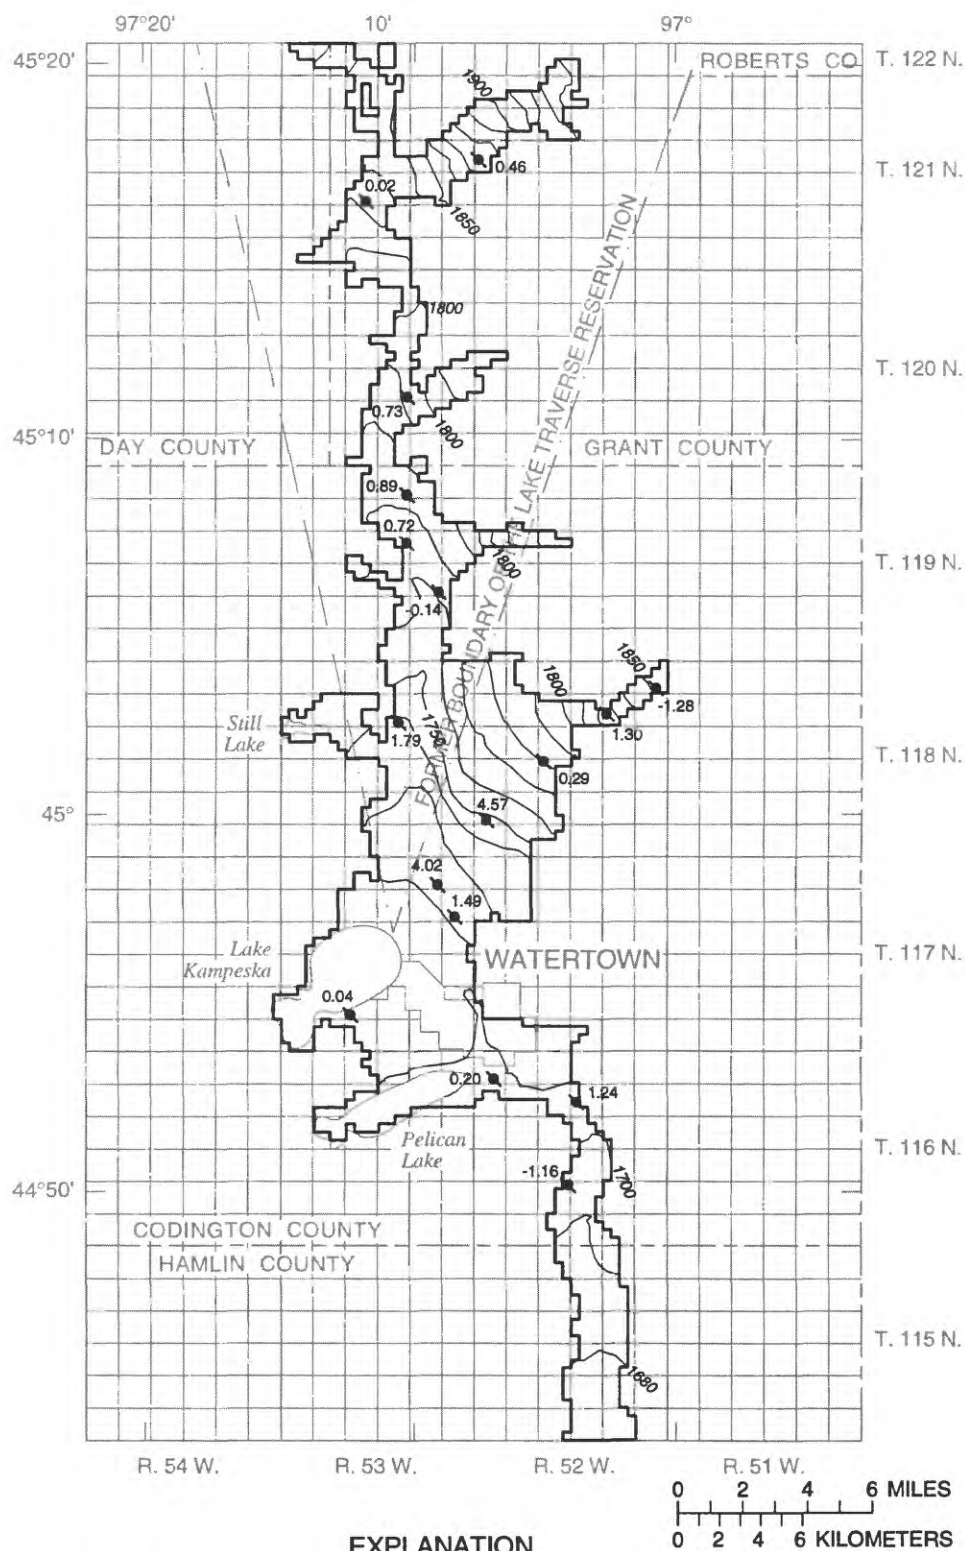 97°20' 10' 97°
45°20' ROBERTS CO T. 122 N.
1900
0.46 T. 121 N.
0.02
1850
1800
T. 120 N.
0.73
1800
45°10' DAY COUNTY GRANT COUNTY
0.89
0.72
1800 T. 119 N.
-0.14
FORMER BOUNDARY OF THE LAKE TRAVERSE RESERVATION
1850
1800 -1.28
Still
Lake
1.79 1750 1.30
0.29 T. 118 N.
45° 4.57
4.02
1.49
Lake
Kampeska
WATERTOWN T. 117 N.
0.04
0.20 1.24
Pelican
Lake
T. 116 N.
-1.16 1700
44°50'
CODINGTON COUNTY
HAMLIN COUNTY
T. 115 N.
1680
R. 54 W. R. 53 W. R. 52 W. R. 51 W.
0 2 4 6 MILES
0 2 4 6 KILOMETERS
EXPLANATION